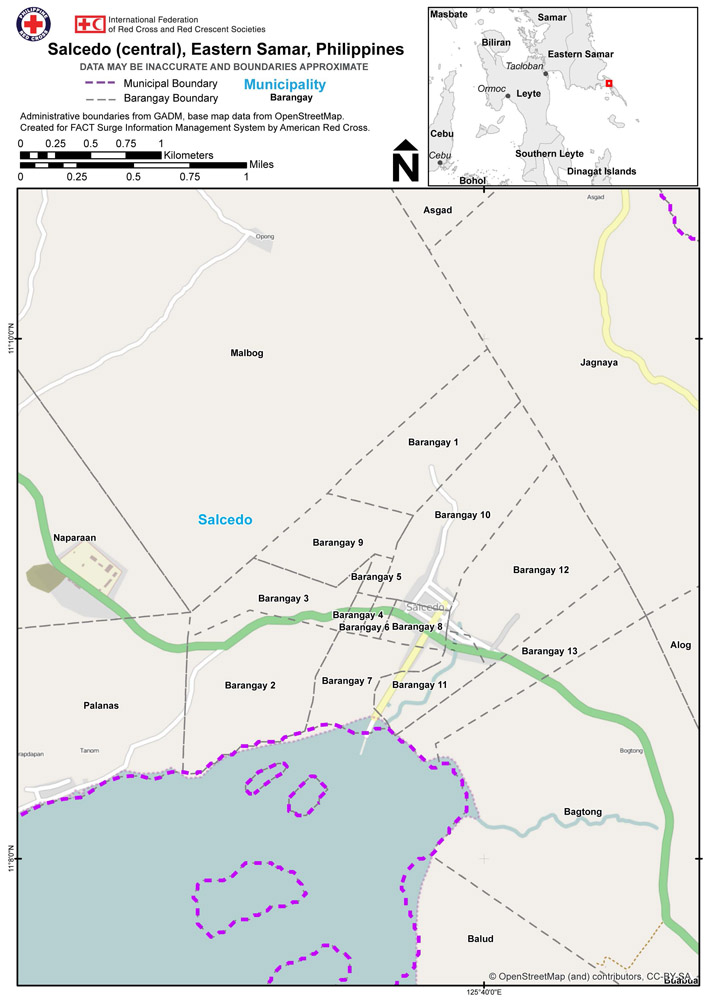 PHILIPPINE
RED CROSS
International Federation
of Red Cross and Red Crescent Societies
Salcedo (central), Eastern Samar, Philippines
DATA MAY BE INACCURATE AND BOUNDARIES APPROXIMATE
Municipal Boundary
Municipality
Barangay Boundary
Barangay
Administrative boundaries from GADM, base map data from OpenStreetMap.
Created for FACT Surge Information Management System by American Red Cross.
0 0.25 0.5 0.75 1
Kilometers
Miles
0 0.25 0.5 0.75 1
N
Masbate
Samar
Biliran
Eastern Samar
Tacloban
Ormoc
Leyte
Cebu
Cebu
Southern Leyte
Dinagat Islands
Bohol
Asgad
Asgad
Opong
11°10'0"N
Malbog
Jagnaya
Barangay 1
Salcedo
Barangay 10
Naparaan
Barangay 9
Barangay 12
Barangay 5
Barangay 3
Salcedo
Barangay 4
Barangay 6
Barangay 8
Alog
Barangay 13
Barangay 7
Barangay 11
Barangay 2
Palanas
rapdapan
Tanom
Bogtong
Bagtong
11°8'0"N
Balud
© OpenStreetMap (and) contributors, CC-BY-SA
Buabua
125°40'0"E